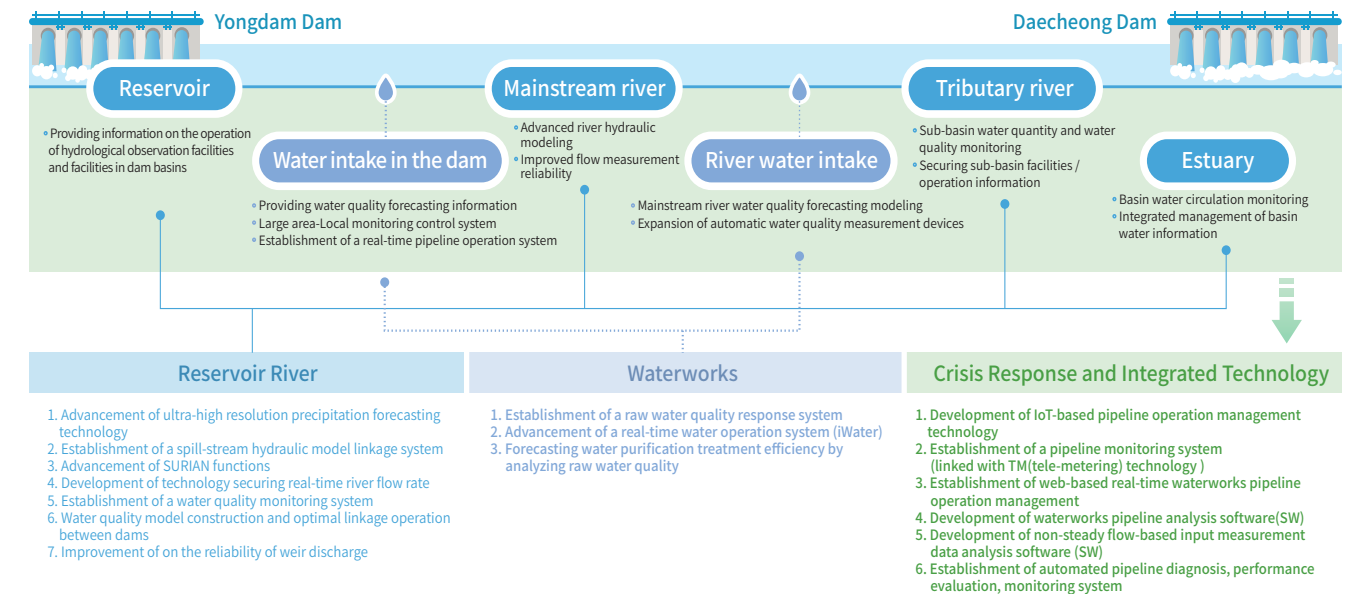 Yongdam Dam
Daecheong Dam
Reservoir
Mainstream river
Tributary river
• Providing information on the operation
of hydrological observation facilities
and facilities in dam basins
Water intake in the dam
• Providing water quality forecasting information
• Large area-Local monitoring control system
• Establishment of a real-time pipeline operation system
• Advanced river hydraulic
modeling
• Improved flow measurement
reliability
River water intake
• Mainstream river water quality forecasting modeling
• Expansion of automatic water quality measurement devices
• Sub-basin water quantity and water
quality monitoring
• Securing sub-basin facilities /
operation information
Estuary
• Basin water circulation monitoring
• Integrated management of basin
water information
Reservoir River
1. Advancement of ultra-high resolution precipitation forecasting
technology
2. Establishment of a spill-stream hydraulic model linkage system
3. Advancement of SURIAN functions
4. Development of technology securing real-time river flow rate
5. Establishment of a water quality monitoring system
6. Water quality model construction and optimal linkage operation
between dams
7. Improvement of on the reliability of weir discharge
Waterworks
1. Establishment of a raw water quality response system
2. Advancement of a real-time water operation system (iWater)
3. Forecasting water purification treatment efficiency by
analyzing raw water quality
Crisis Response and Integrated Technology
1. Development of IoT-based pipeline operation management
technology
2. Establishment of a pipeline monitoring system
(linked with TM(tele-metering) technology )
3. Establishment of web-based real-time waterworks pipeline
operation management
4. Development of waterworks pipeline analysis software(SW)
5. Development of non-steady flow-based input measurement
data analysis software (SW)
6. Establishment of automated pipeline diagnosis, performance
evaluation, monitoring system